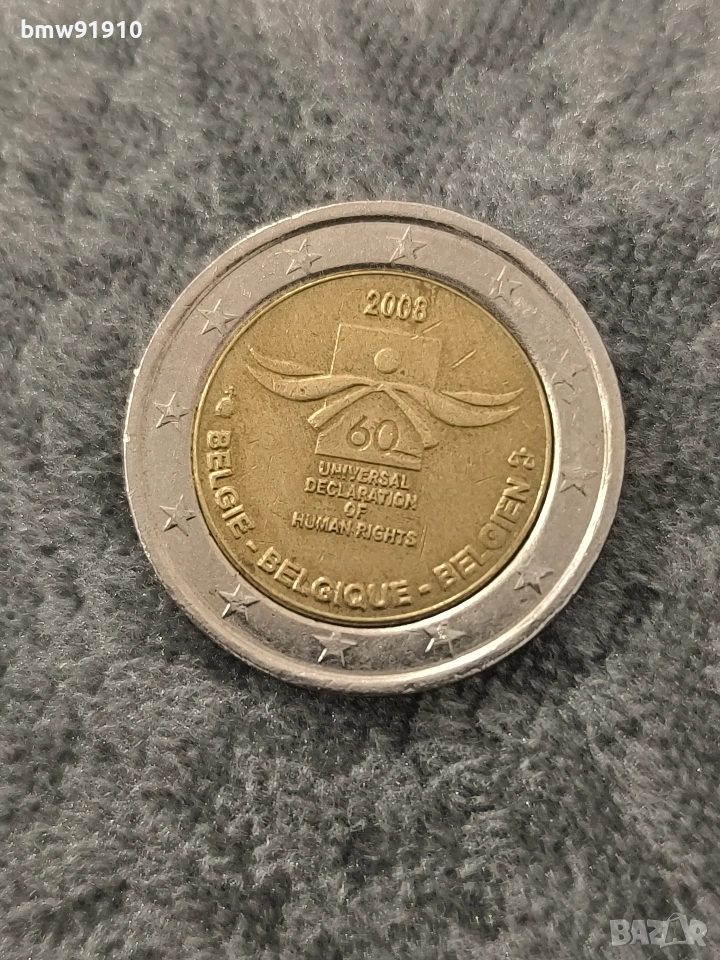 bmw91910
2008
60
UNIVERSAL
DECLARATION
OF
HUMAN RIGHTS
BELGIE - BELGIQUE - BELGIEN
BAZAR